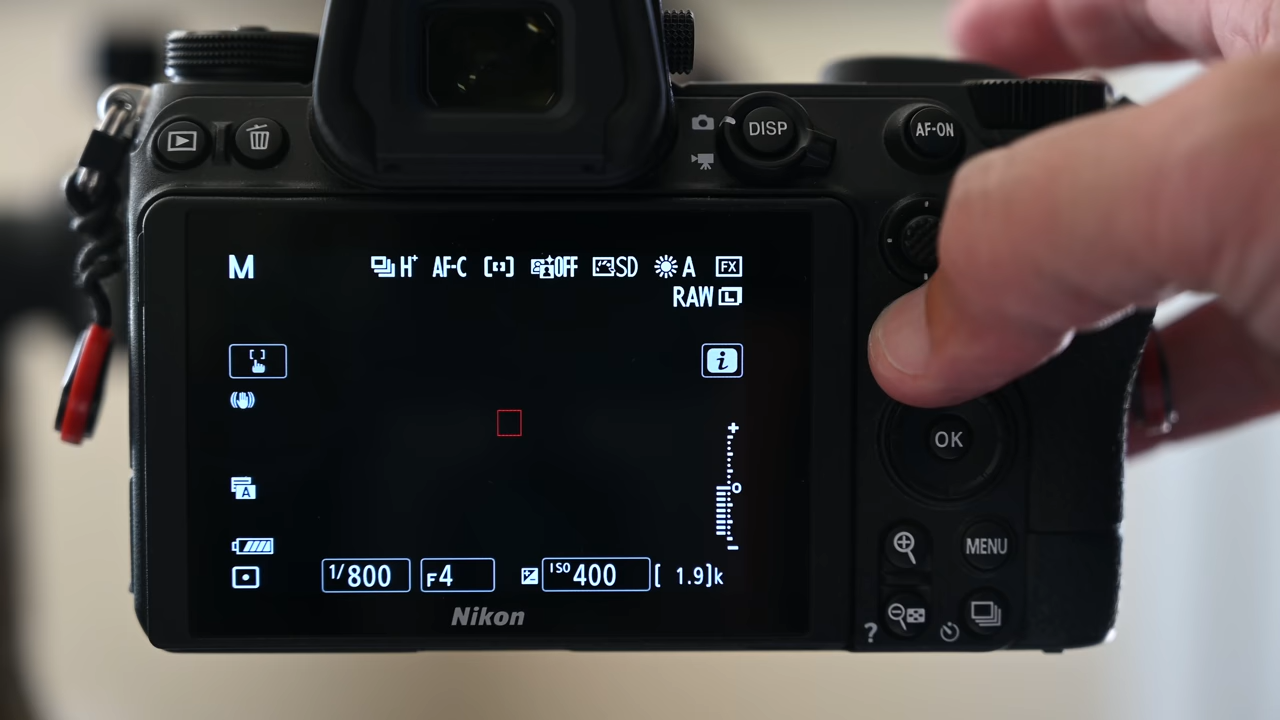 DISP
AF-ON
M H+ AF-C OFF SD A FX
RAW L
i
A
1/800 F4 ISO 400 [ 1.9]k
Nikon
OK
MENU
?